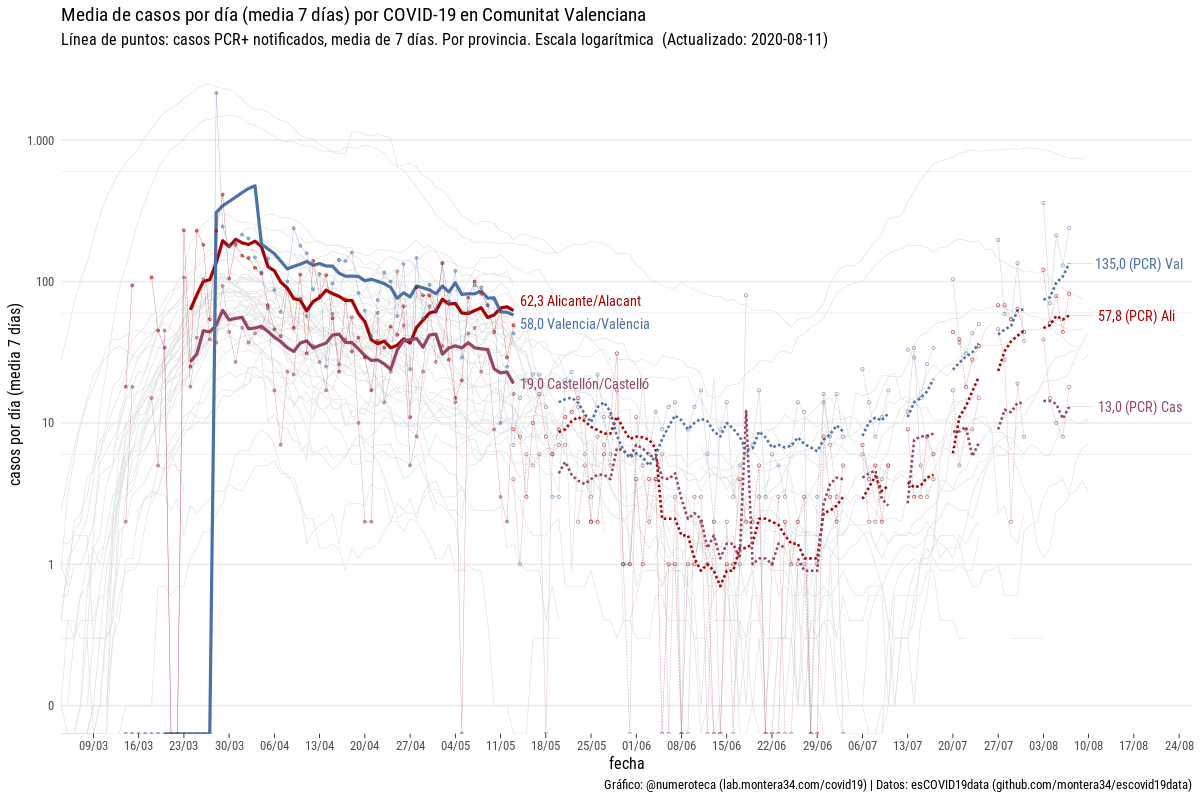 Media de casos por día (media 7 días) por COVID-19 en Comunitat Valenciana
Línea de puntos: casos PCR+ notificados, media de 7 días. Por provincia. Escala logarítmica (Actualizado: 2020-08-11)
casos por día (media 7 días)
1.000
100
10
1
0
135,0 (PCR) Val
62,3 Alicante/Alacant
57,8 (PCR) Ali
58,0 Valencia/València
19,0 Castellón/Castelló
13,0 (PCR) Cas
09/03 16/03 23/03 30/03 06/04 13/04 20/04 27/04 04/05 11/05 18/05 25/05 01/06 08/06 15/06 22/06 29/06 06/07 13/07 20/07 27/07 03/08 10/08 17/08 24/08
fecha
Gráfico: @numeroteca (lab.montera34.com/covid19) | Datos: esCOVID19data (github.com/montera34/escovid19data)